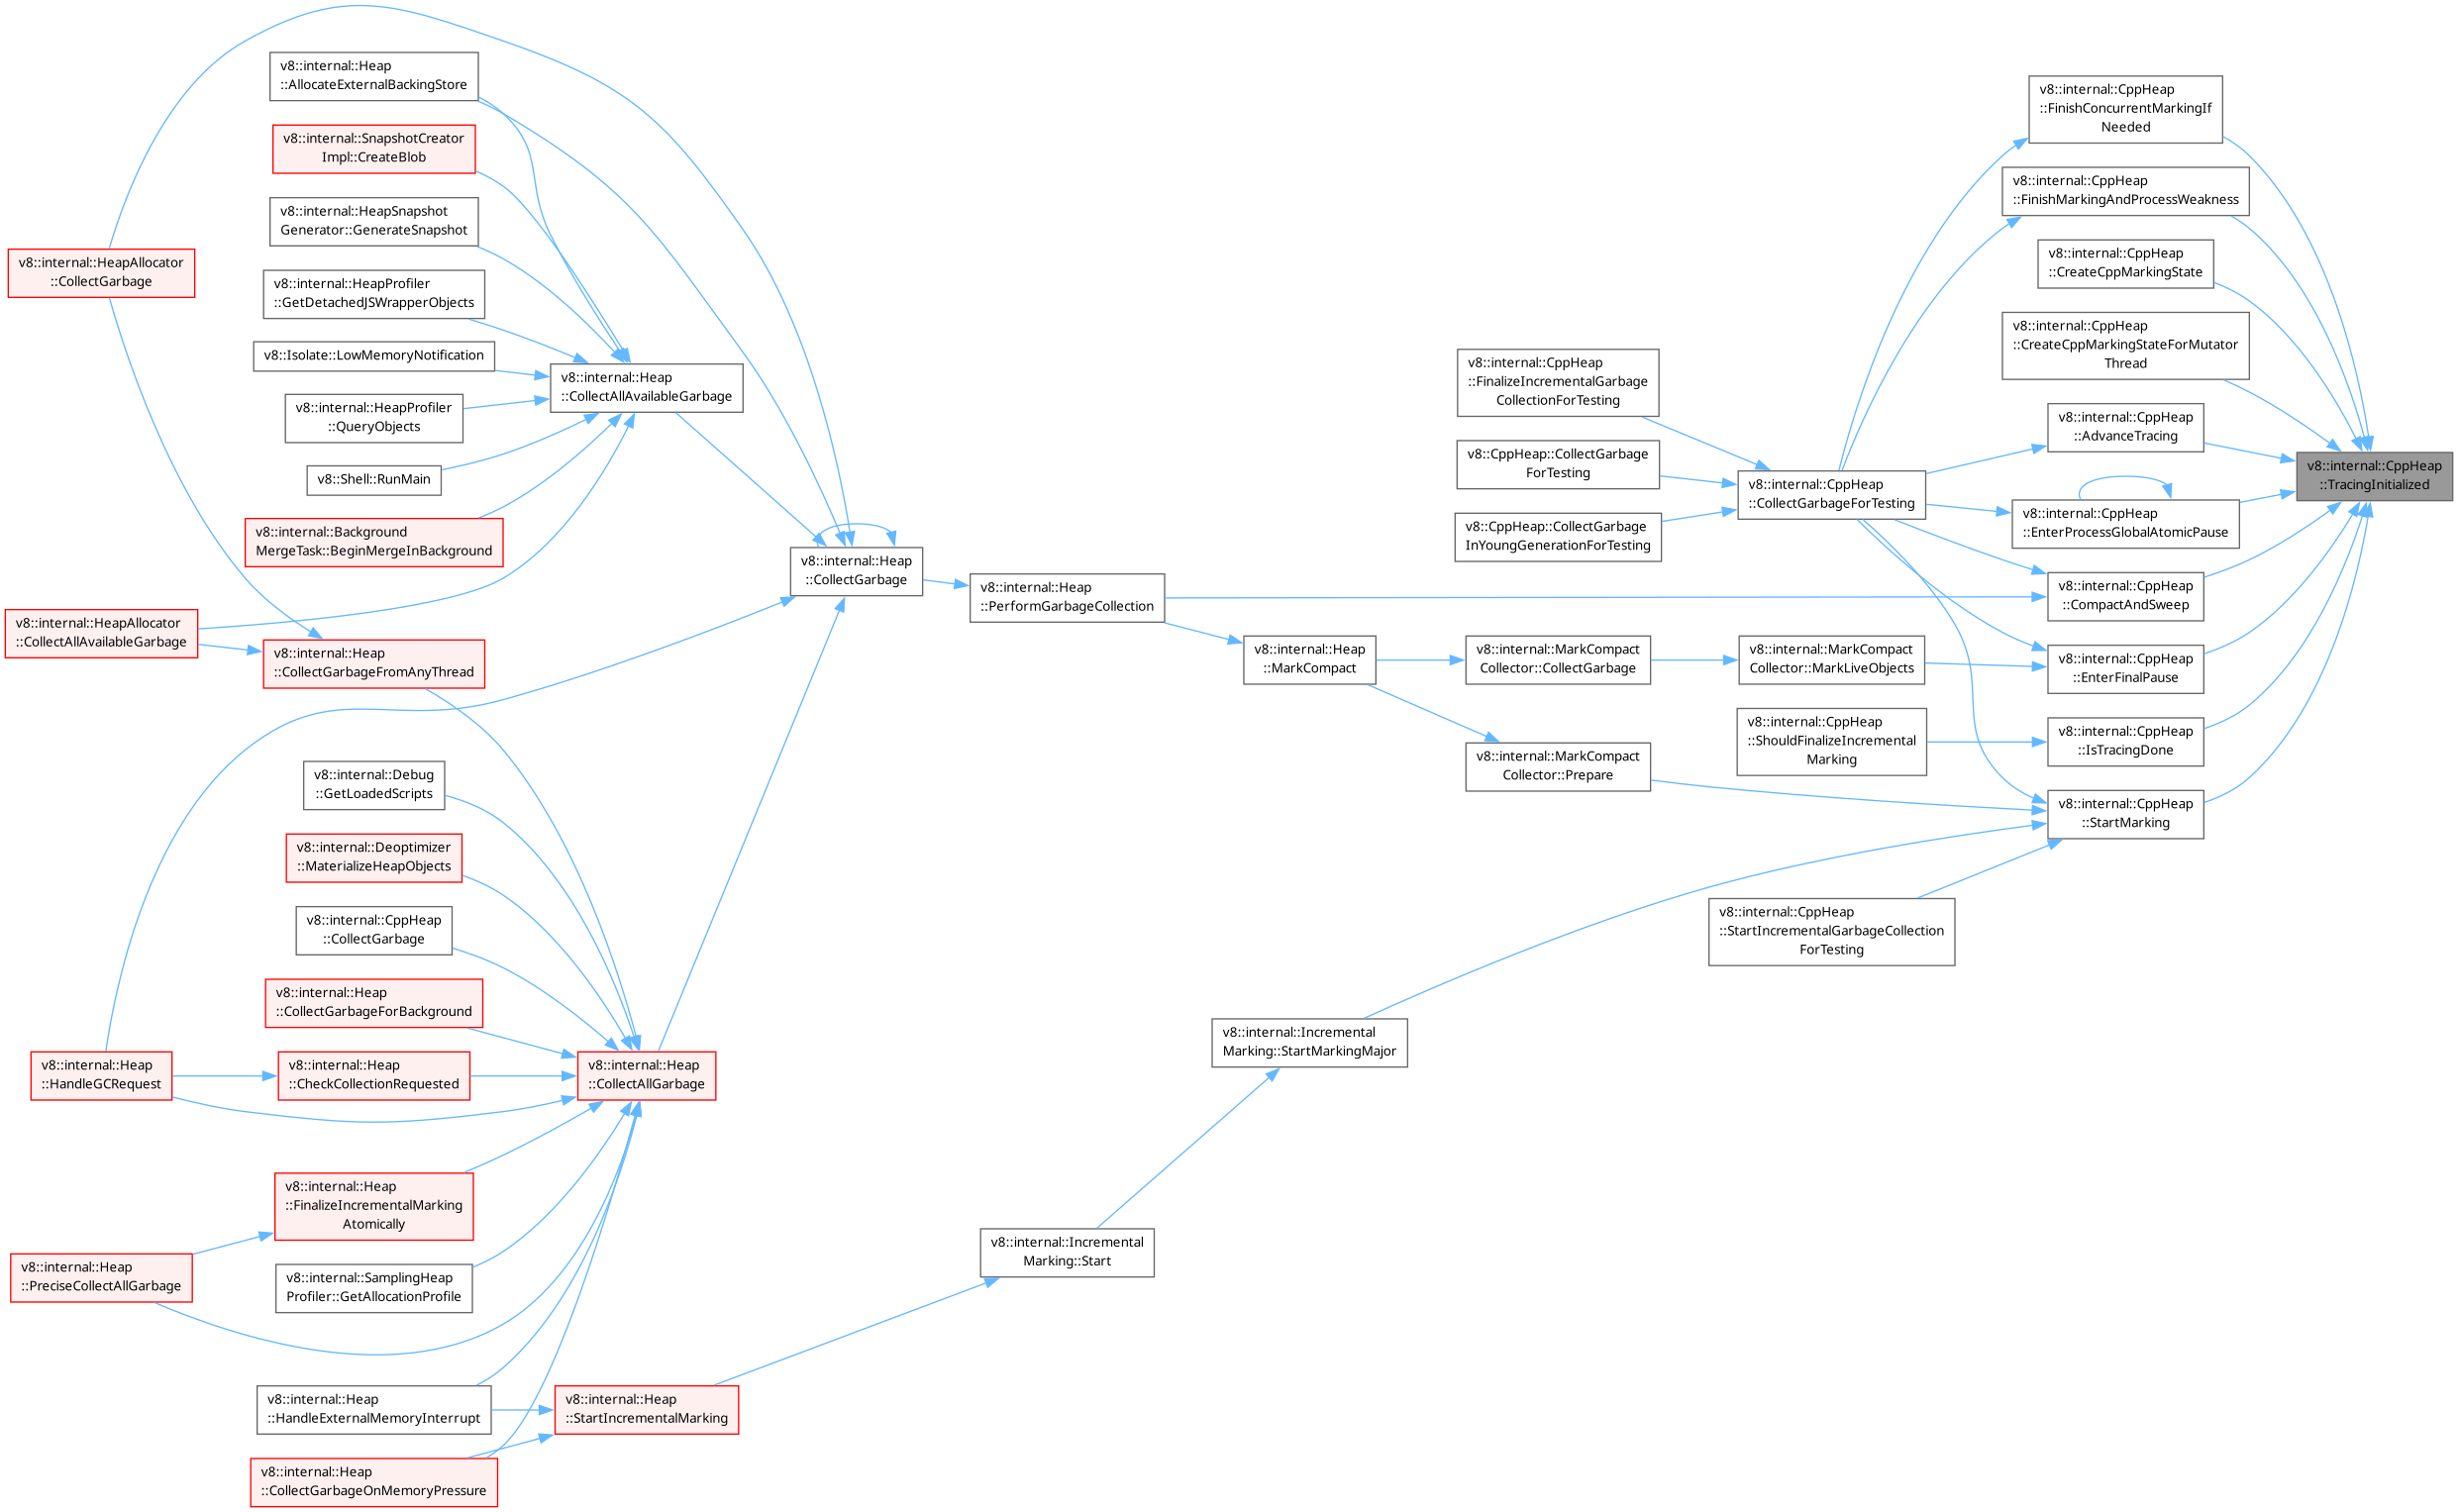 v8::internal::Heap
::AllocateExternalBackingStore
v8::internal::SnapshotCreator
Impl::CreateBlob
v8::internal::HeapSnapshot
Generator::GenerateSnapshot
v8::internal::HeapAllocator
::CollectGarbage
v8::internal::HeapProfiler
::GetDetachedJSWrapperObjects
v8::Isolate::LowMemoryNotification
v8::internal::HeapProfiler
::QueryObjects
v8::Shell::RunMain
v8::internal::Background
MergeTask::BeginMergeInBackground
v8::internal::HeapAllocator
::CollectAllAvailableGarbage
v8::internal::Heap
::CollectGarbageFromAnyThread
v8::internal::Debug
::GetLoadedScripts
v8::internal::Deoptimizer
::MaterializeHeapObjects
v8::internal::CppHeap
::CollectGarbage
v8::internal::Heap
::CollectGarbageForBackground
v8::internal::Heap
::HandleGCRequest
v8::internal::Heap
::CheckCollectionRequested
v8::internal::Heap
::FinalizeIncrementalMarking
Atomically
v8::internal::Heap
::PreciseCollectAllGarbage
v8::internal::SamplingHeap
Profiler::GetAllocationProfile
v8::internal::Heap
::HandleExternalMemoryInterrupt
v8::internal::Heap
::CollectGarbageOnMemoryPressure
v8::internal::Heap
::CollectAllAvailableGarbage
v8::internal::Heap
::CollectAllGarbage
v8::internal::Heap
::StartIncrementalMarking
v8::internal::Heap
::CollectGarbage
v8::internal::Heap
::PerformGarbageCollection
v8::internal::Incremental
Marking::Start
v8::internal::Heap
::MarkCompact
v8::internal::Incremental
Marking::StartMarkingMajor
v8::internal::CppHeap
::FinalizeIncrementalGarbage
CollectionForTesting
v8::CppHeap::CollectGarbage
ForTesting
v8::CppHeap::CollectGarbage
InYoungGenerationForTesting
v8::internal::MarkCompact
Collector::CollectGarbage
v8::internal::MarkCompact
Collector::Prepare
v8::internal::CppHeap
::CollectGarbageForTesting
v8::internal::MarkCompact
Collector::MarkLiveObjects
v8::internal::CppHeap
::ShouldFinalizeIncremental
Marking
v8::internal::CppHeap
::StartIncrementalGarbageCollection
ForTesting
v8::internal::CppHeap
::FinishConcurrentMarkingIf
Needed
v8::internal::CppHeap
::FinishMarkingAndProcessWeakness
v8::internal::CppHeap
::CreateCppMarkingState
v8::internal::CppHeap
::CreateCppMarkingStateForMutator
Thread
v8::internal::CppHeap
::AdvanceTracing
v8::internal::CppHeap
::EnterProcessGlobalAtomicPause
v8::internal::CppHeap
::CompactAndSweep
v8::internal::CppHeap
::EnterFinalPause
v8::internal::CppHeap
::IsTracingDone
v8::internal::CppHeap
::StartMarking
v8::internal::CppHeap
::TracingInitialized